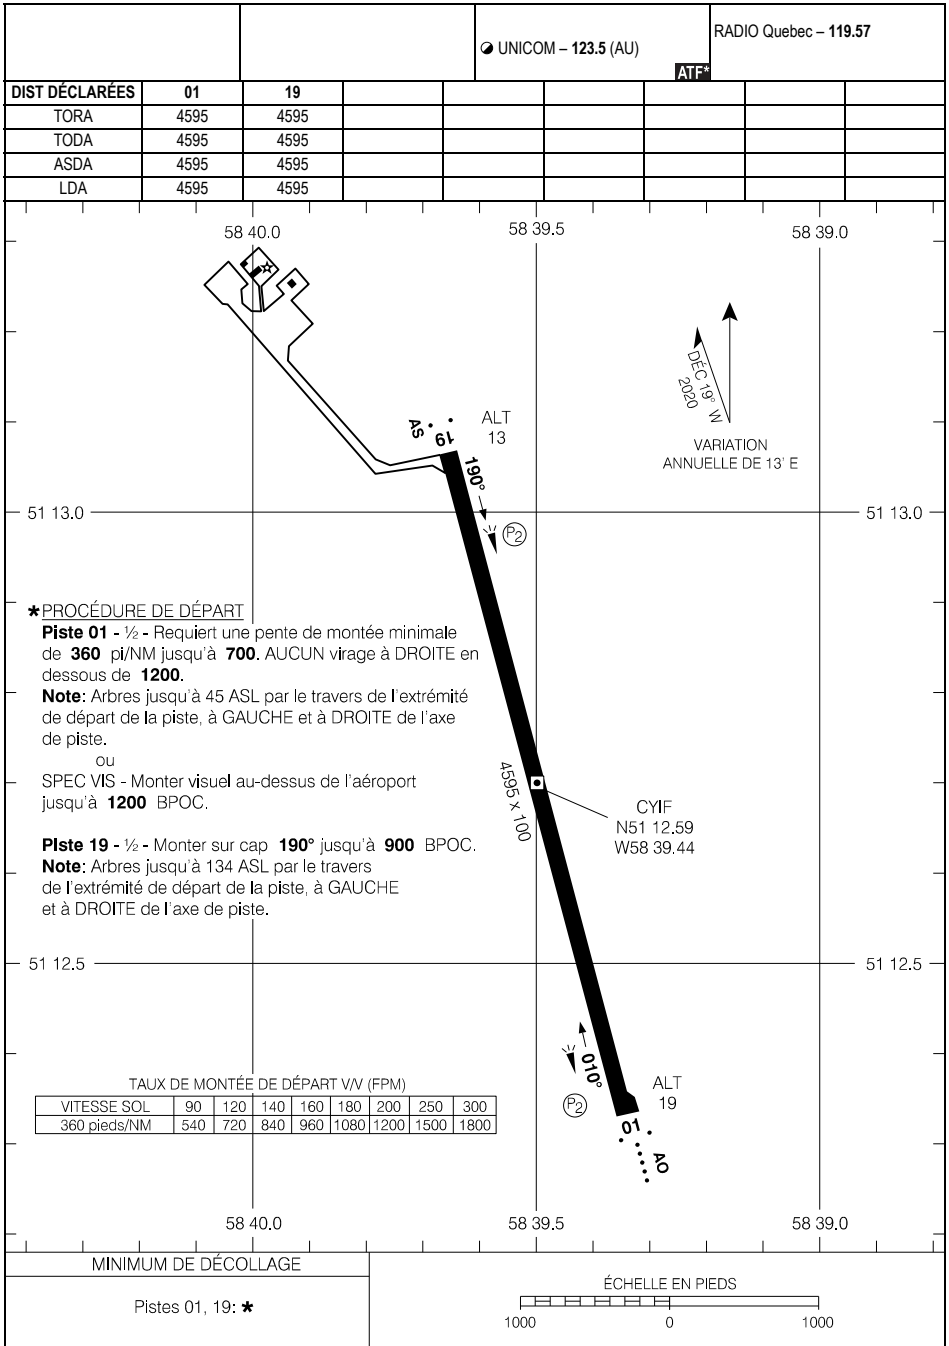 UNICOM – 123.5 (AU)
ATF*
RADIO Quebec – 119.57
DIST DÉCLARÉES 01 19
TORA 4595 4595
TODA 4595 4595
ASDA 4595 4595
LDA 4595 4595
58 40.0 58 39.5 58 39.0
DÉC 19° W
2020
VARIATION
ANNUELLE DE 13' E
AS
19
ALT
13
190°
P2
51 13.0 51 13.0
*PROCÉDURE DE DÉPART
Piste 01 - ½ - Requiert une pente de montée minimale
de 360 pi/NM jusqu'à 700. AUCUN virage à DROITE en
dessous de 1200.
Note: Arbres jusqu'à 45 ASL par le travers de l'extrémité
de départ de la piste, à GAUCHE et à DROITE de l'axe
de piste.
ou
SPEC VIS - Monter visuel au-dessus de l'aéroport
jusqu'à 1200 BPOC.
Piste 19 - ½ - Monter sur cap 190° jusqu'à 900 BPOC.
Note: Arbres jusqu'à 134 ASL par le travers
de l'extrémité de départ de la piste, à GAUCHE
et à DROITE de l'axe de piste.
4595 x 100
CYIF
N51 12.59
W58 39.44
51 12.5 51 12.5
010°
P2
ALT
19
01
AO
TAUX DE MONTÉE DE DÉPART V/V (FPM)
VITESSE SOL 90 120 140 160 180 200 250 300
360 pieds/NM 540 720 840 960 1080 1200 1500 1800
58 40.0 58 39.5 58 39.0
MINIMUM DE DÉCOLLAGE
Pistes 01, 19: *
ÉCHELLE EN PIEDS
1000 0 1000